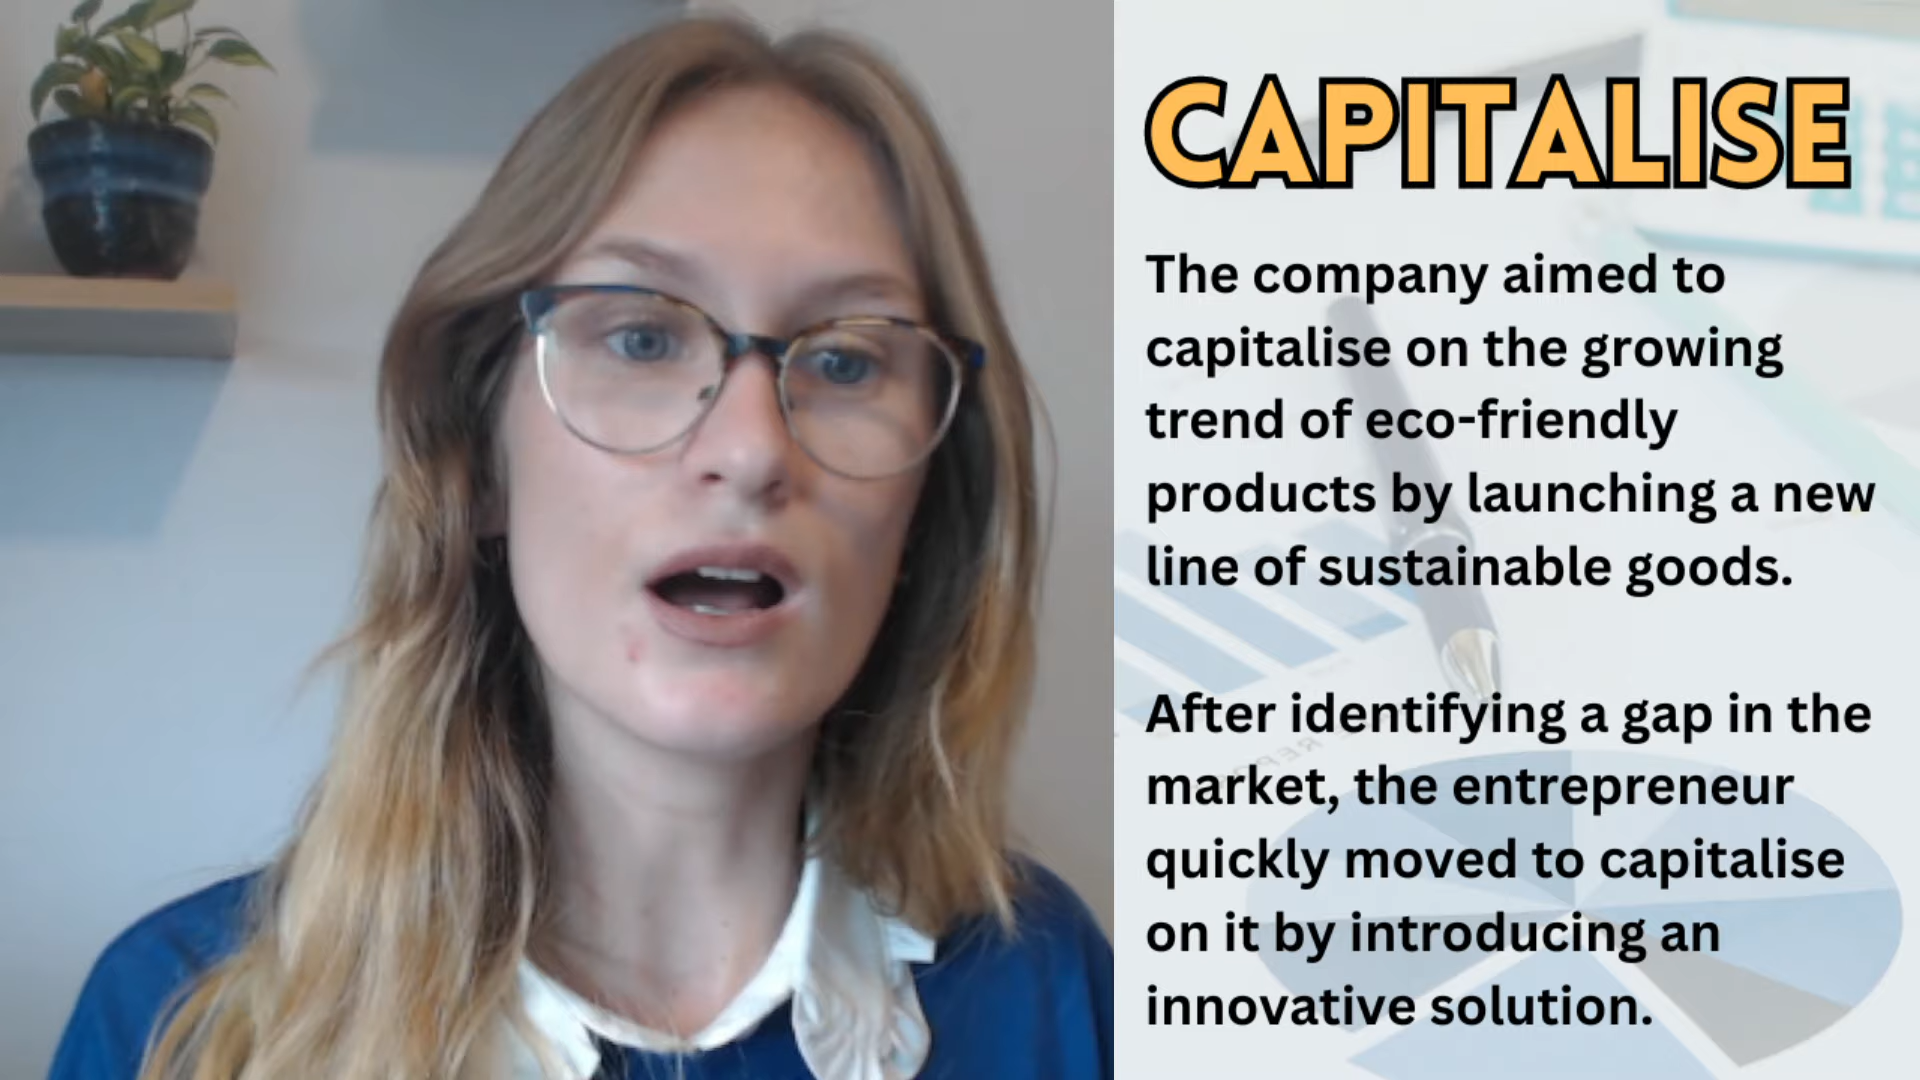 CAPITALISE
The company aimed to
capitalise on the growing
trend of eco-friendly
products by launching a new
line of sustainable goods.
After identifying a gap in the
market, the entrepreneur
quickly moved to capitalise
on it by introducing an
innovative solution.